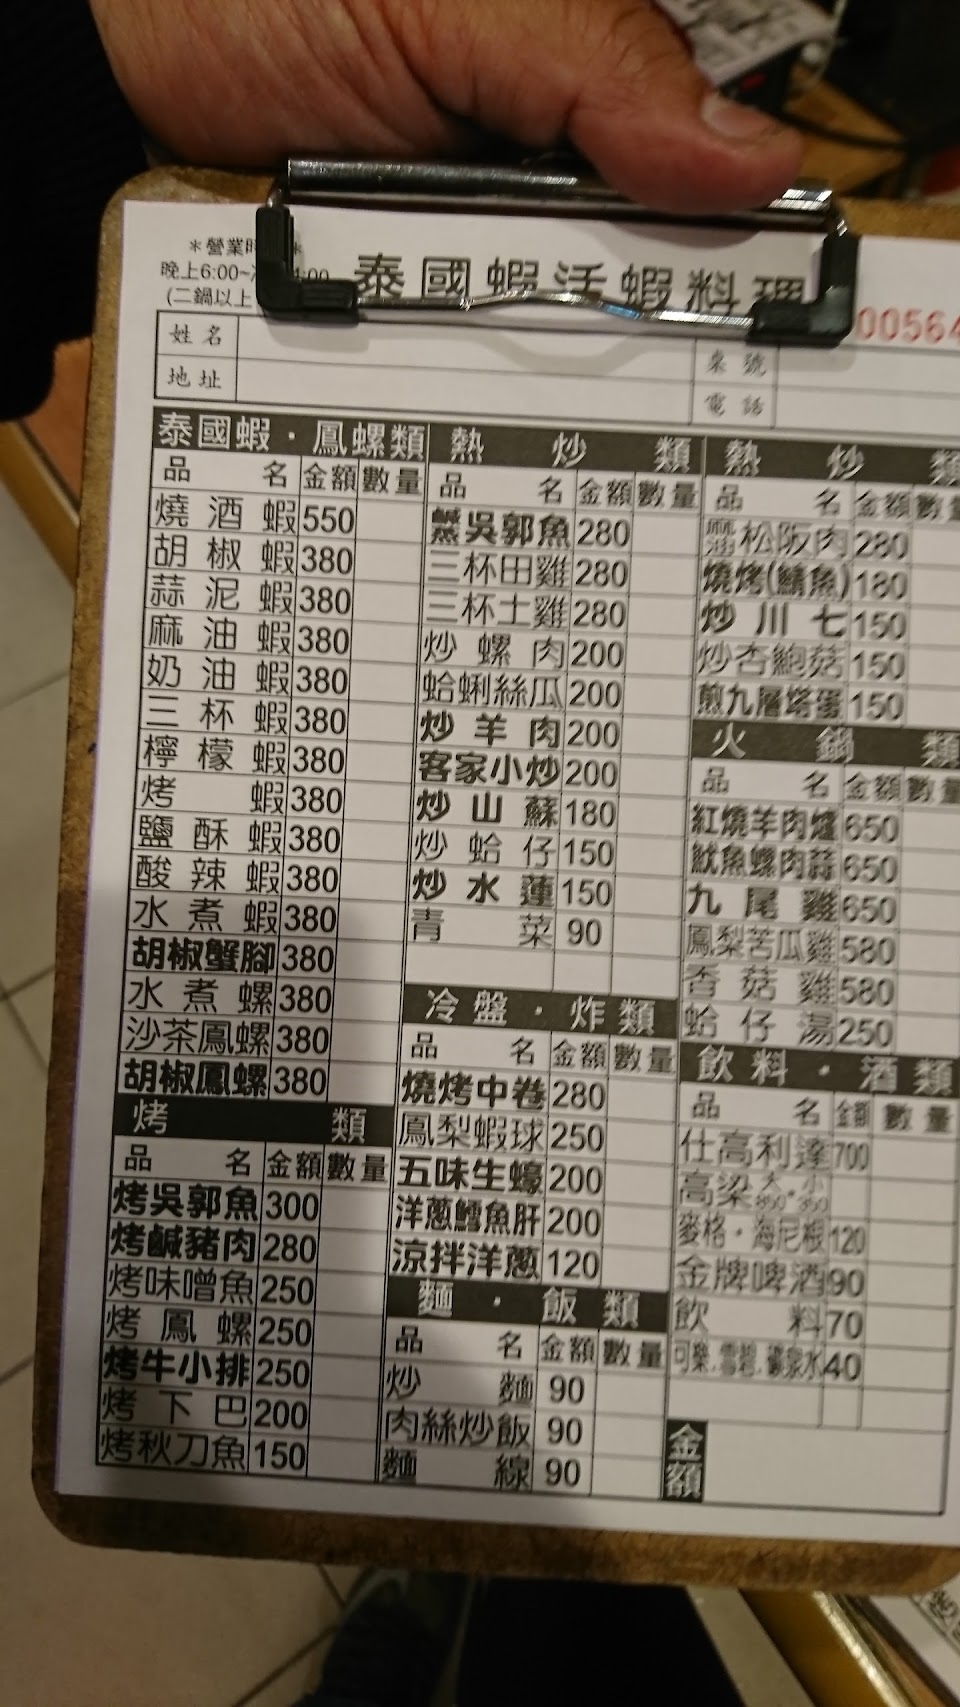 ＊營業時
晚上6:00~
(二鍋以上
泰國蝦活蝦料理
00564
姓名
地址
桌號
電話
泰國蝦·鳳螺類
品名 金額 數量
燒酒蝦 550
胡椒蝦 380
蒜泥蝦 380
麻油蝦 380
奶油蝦 380
三杯蝦 380
檸檬蝦 380
烤蝦 380
鹽酥蝦 380
酸辣蝦 380
水煮蝦 380
胡椒蟹腳 380
水煮螺 380
沙茶鳳螺 380
胡椒鳳螺 380
烤類
品名 金額 數量
烤吳郭魚 300
烤鹹豬肉 280
烤味噌魚 250
烤鳳螺 250
烤牛小排 250
烤下巴 200
烤秋刀魚 150
熱炒類
品名 金額 數量
吳郭魚 280
三杯田雞 280
三杯土雞 280
炒螺肉 200
蛤蜊絲瓜 200
炒羊肉 200
客家小炒 200
炒山蘇 180
炒蛤仔 150
炒水蓮 150
青菜 90
冷盤·炸類
品名 金額 數量
燒烤中卷 280
鳳梨蝦球 250
五味生蠔 200
洋蔥鱈魚肝 200
涼拌洋蔥 120
麵·飯類
品名 金額 數量
炒麵 90
肉絲炒飯 90
麵線 90
熱炒類
品名 金額 數量
麻油松阪肉 280
燒烤(鯖魚) 180
炒川七 150
炒杏鮑菇 150
煎九層塔蛋 150
火鍋類
品名 金額 數量
紅燒羊肉爐 650
魷魚螺肉蒜 650
九尾雞 650
鳳梨苦瓜雞 580
香菇雞 580
蛤仔湯 250
飲料·酒類
品名 金額 數量
仕高利達 700
高梁 大 小
麥格·海尼根 120
金牌啤酒 90
飲料 70
可樂.雪碧.礦泉水 40
金額